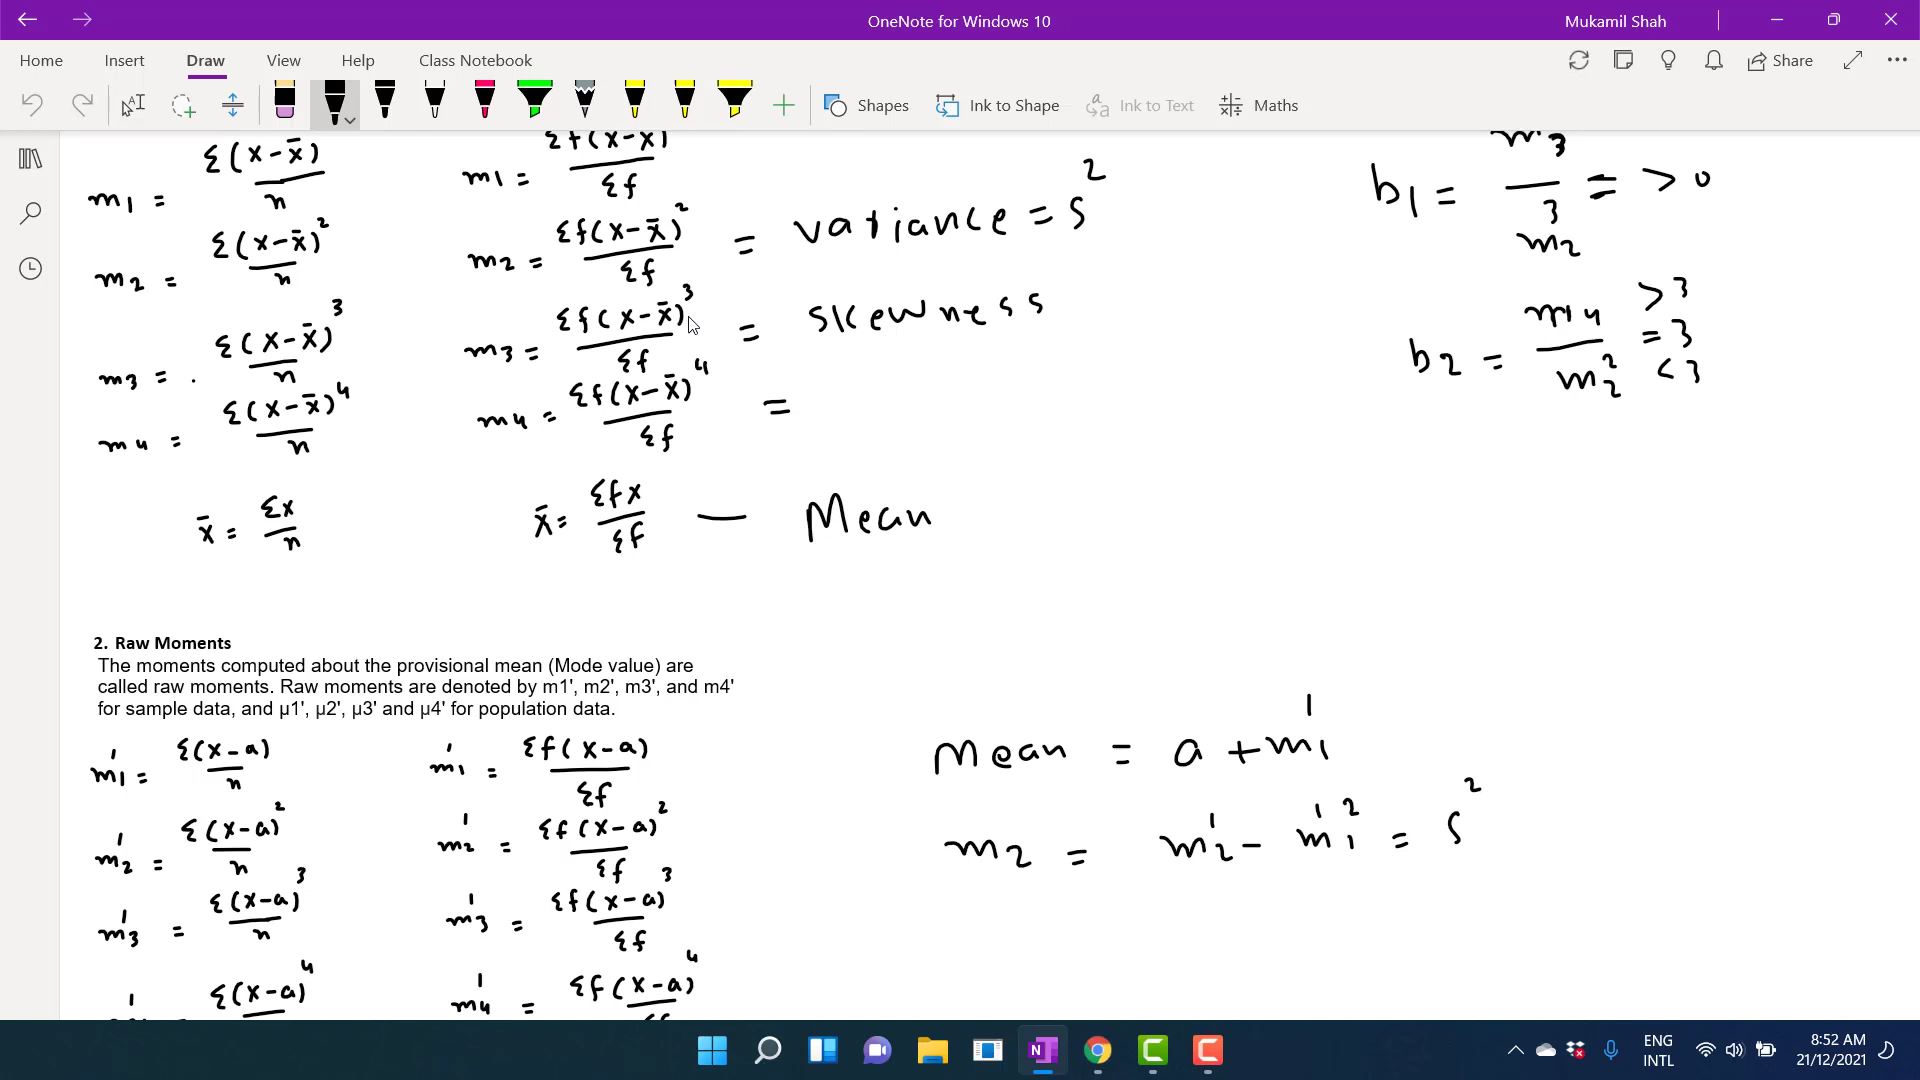 OneNote for Windows 10
Mukamil Shah
Home Insert Draw View Help Class Notebook
Share
Shapes Ink to Shape Ink to Text Maths
m1 = Σ(x-x̄)/n
m1 = Σf(x-x̄)/Σf
m2 = Σ(x-x̄)²/n
m2 = Σf(x-x̄)²/Σf = variance = s²
m3 = Σ(x-x̄)³/n
m3 = Σf(x-x̄)³/Σf = skewness
m4 = Σ(x-x̄)⁴/n
m4 = Σf(x-x̄)⁴/Σf =
x̄ = Σx/n
x̄ = Σfx/Σf — Mean
b1 = m3/m2³ = > 0
b2 = m4/m2² >3
=3
<3
2. Raw Moments
The moments computed about the provisional mean (Mode value) are
called raw moments. Raw moments are denoted by m1', m2', m3', and m4'
for sample data, and µ1', µ2', µ3' and µ4' for population data.
m1' = Σ(x-a)/n
m1' = Σf(x-a)/Σf
m2' = Σ(x-a)²/n
m2' = Σf(x-a)²/Σf
m3' = Σ(x-a)³/n
m3' = Σf(x-a)³/Σf
Σ(x-a)⁴
m4' = Σf(x-a)⁴
Mean = a + m1'
m2 = m2' - m1'² = s²
ENG
INTL
8:52 AM
21/12/2021